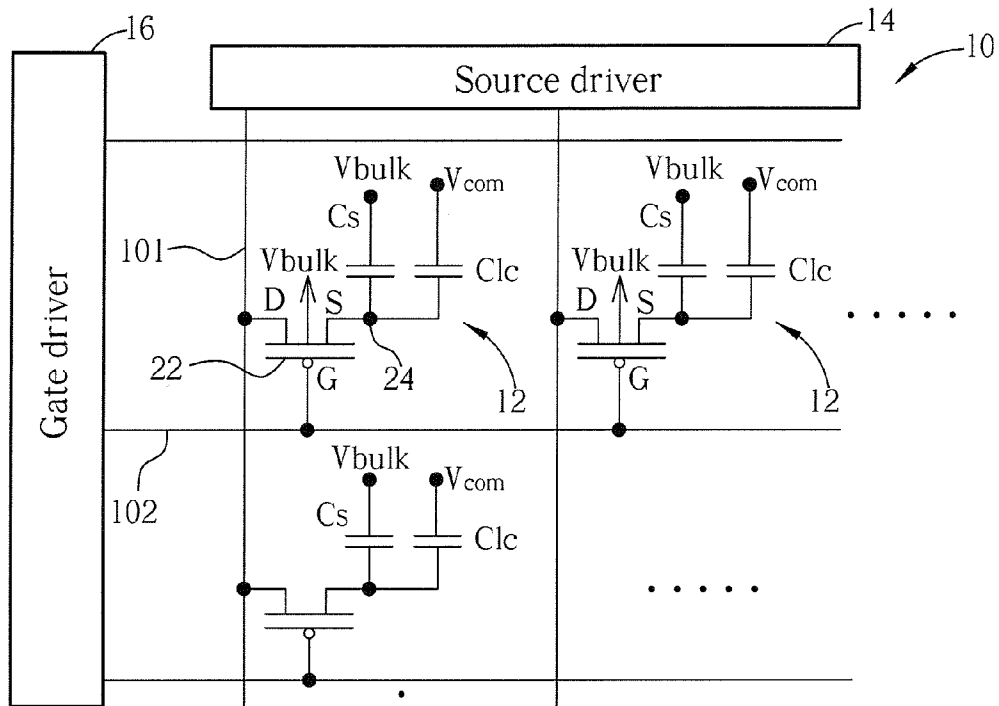 16
14
10
Source driver
Gate driver
Vbulk
Vcom
Cs
Clc
101
Vbulk
D
S
22
G
24
12
Vbulk
Vcom
Cs
Clc
Vbulk
D
S
G
12
102
Vbulk
Vcom
Cs
Clc